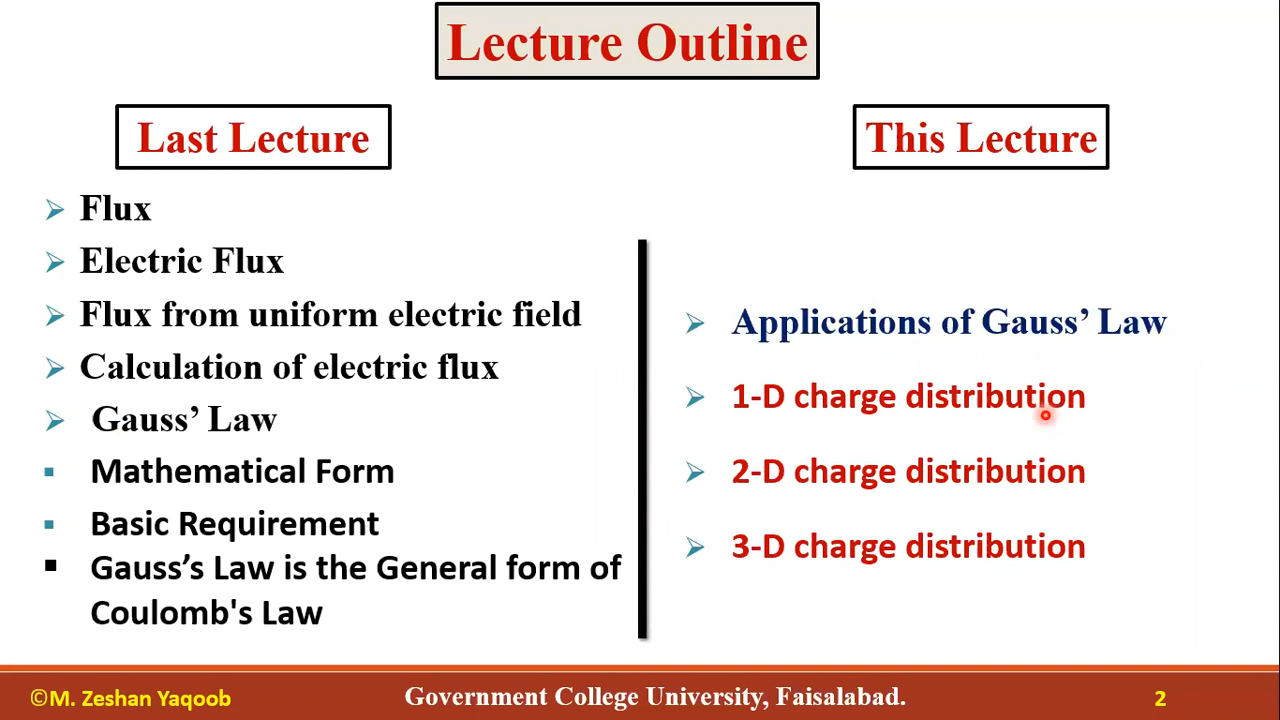 Lecture Outline
Last Lecture
Flux
Electric Flux
Flux from uniform electric field
Calculation of electric flux
Gauss’ Law
Mathematical Form
Basic Requirement
Gauss’s Law is the General form of
Coulomb's Law
This Lecture
Applications of Gauss’ Law
1-D charge distribution
2-D charge distribution
3-D charge distribution
©M. Zeshan Yaqoob
Government College University, Faisalabad.
2